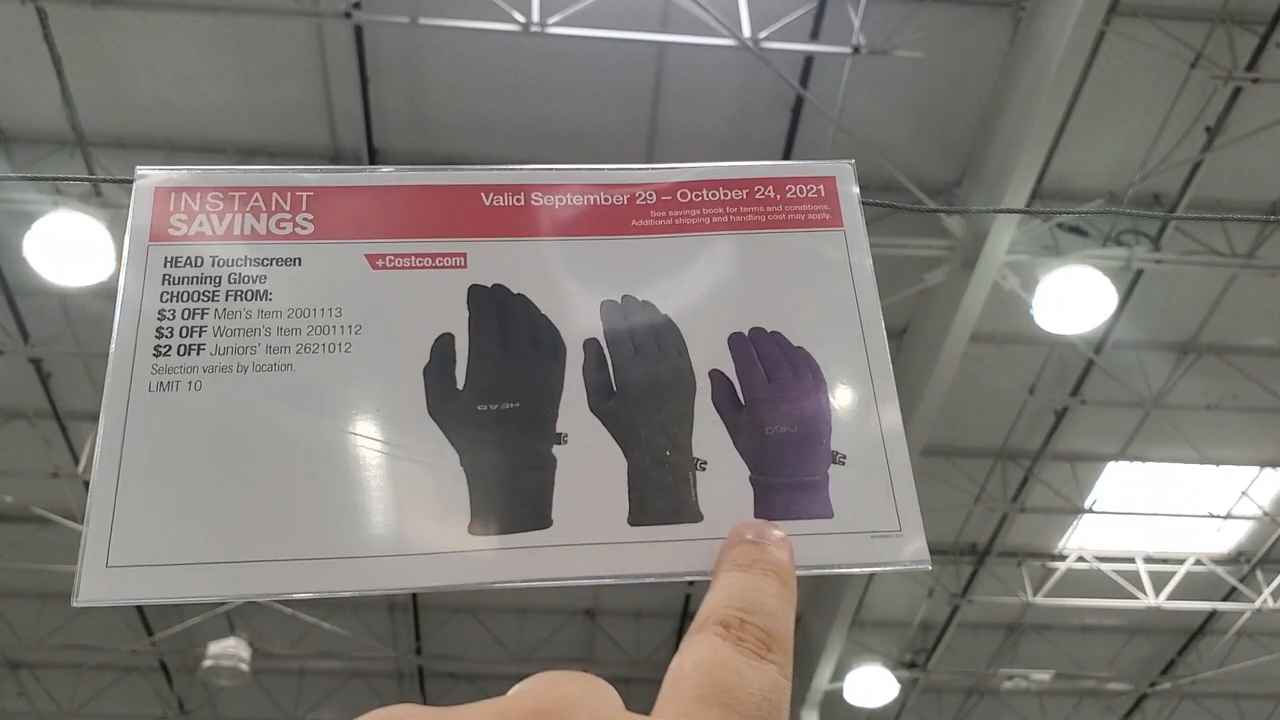 INSTANT
SAVINGS
Valid September 29 – October 24, 2021
See savings book for terms and conditions.
Additional shipping and handling cost may apply.
HEAD Touchscreen
Running Glove
CHOOSE FROM:
$3 OFF Men's Item 2001113
$3 OFF Women's Item 2001112
$2 OFF Juniors' Item 2621012
Selection varies by location.
LIMIT 10
+Costco.com
HEAD